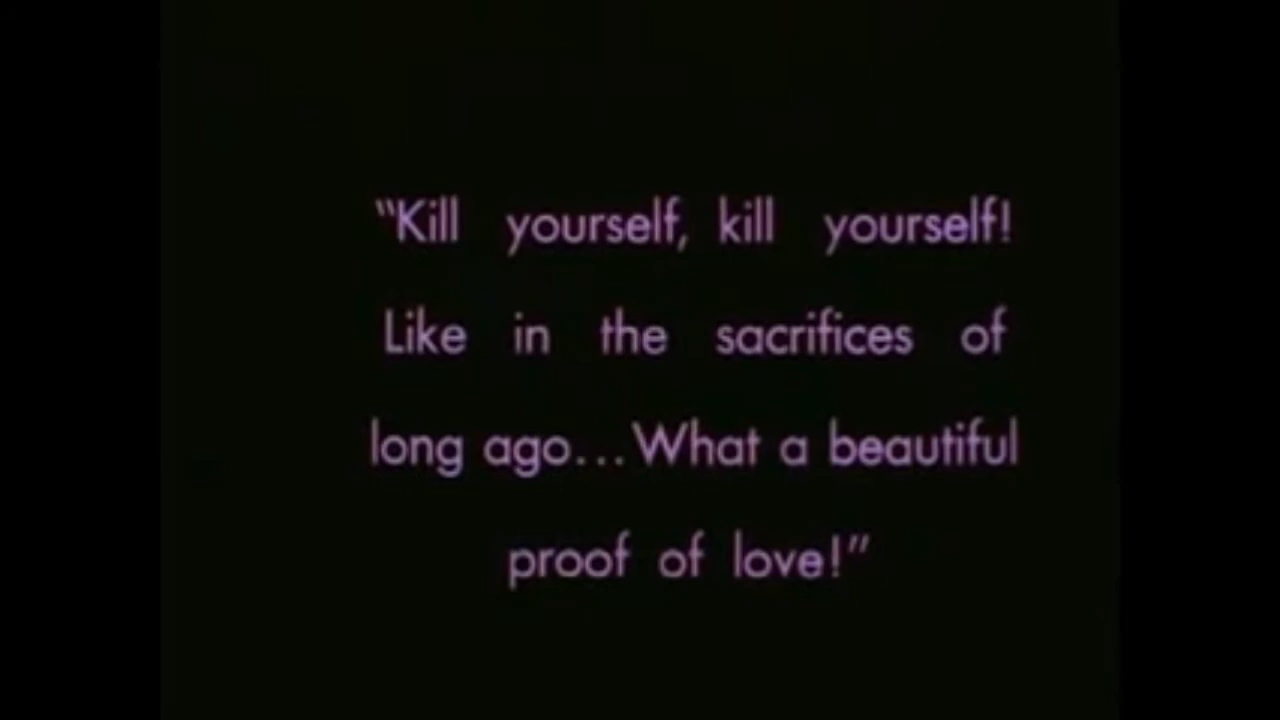 “Kill yourself, kill yourself!
Like in the sacrifices of
long ago...What a beautiful
proof of love!”